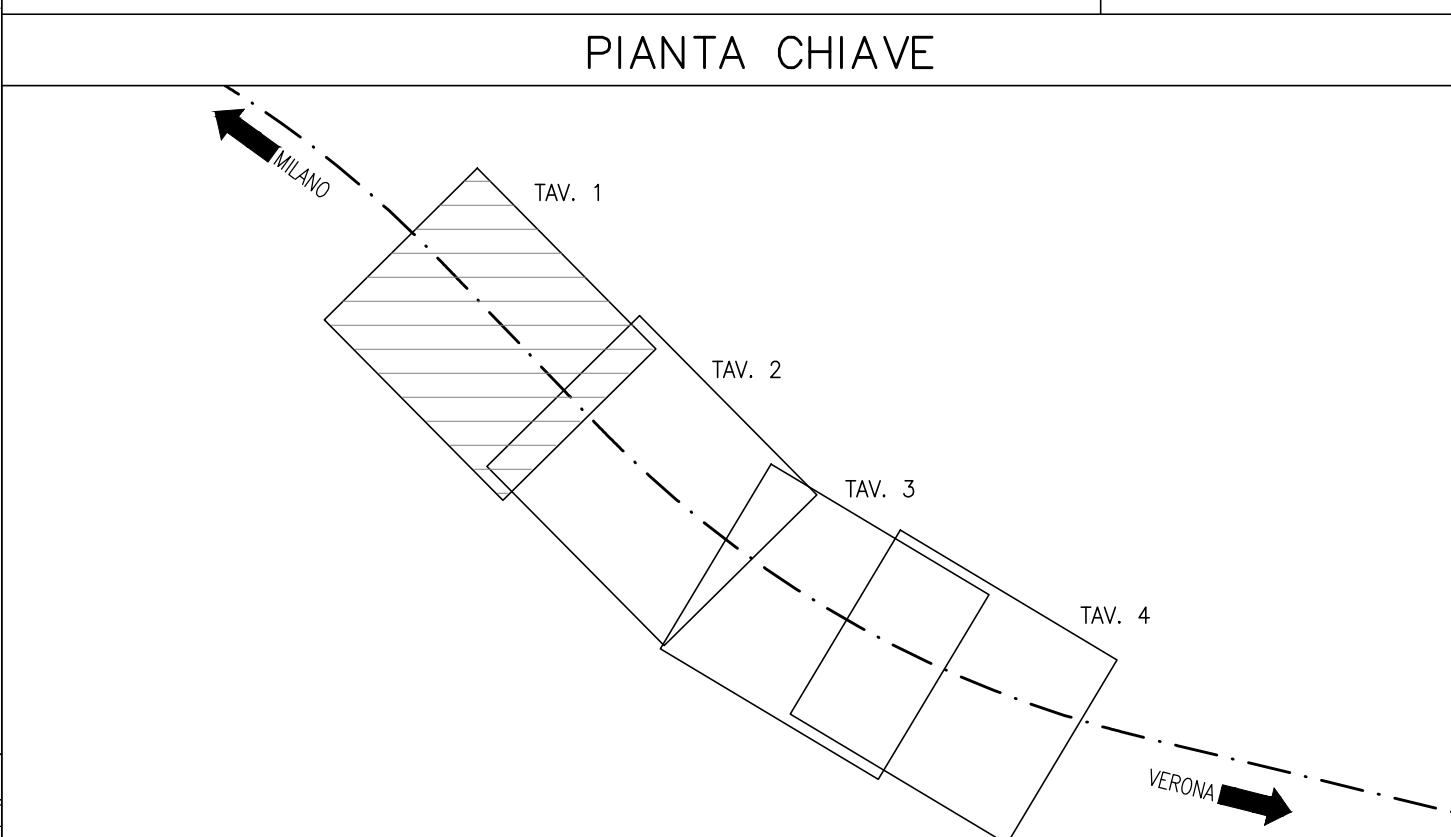 PIANTA CHIAVE
MILANO
TAV. 1
TAV. 2
TAV. 3
TAV. 4
VERONA